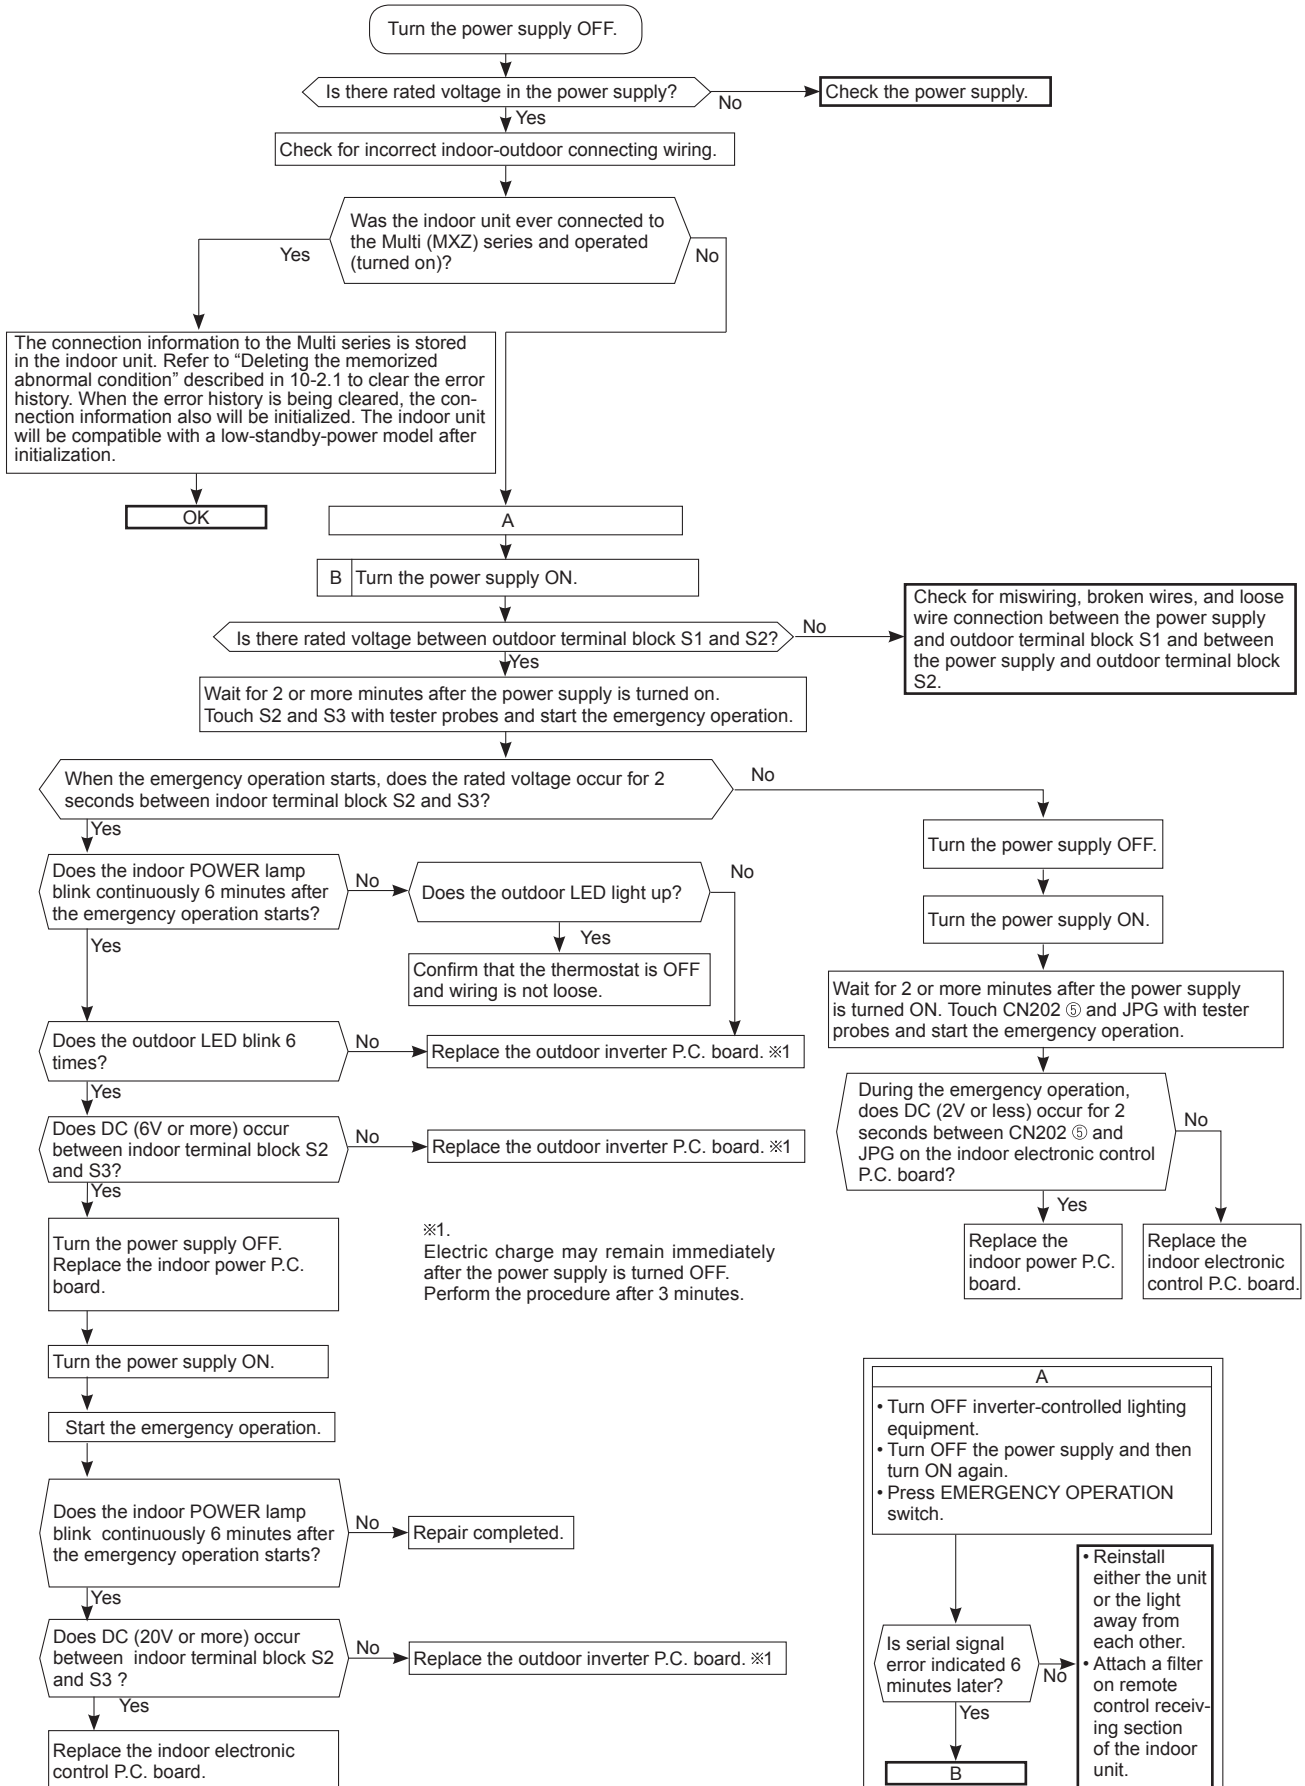 Turn the power supply OFF.
Is there rated voltage in the power supply?
No
Check the power supply.
Yes
Check for incorrect indoor-outdoor connecting wiring.
Was the indoor unit ever connected to
the Multi (MXZ) series and operated
(turned on)?
Yes
No
The connection information to the Multi series is stored
in the indoor unit. Refer to “Deleting the memorized
abnormal condition” described in 10-2.1 to clear the error
history. When the error history is being cleared, the con-
nection information also will be initialized. The indoor unit
will be compatible with a low-standby-power model after
initialization.
OK
A
B Turn the power supply ON.
Is there rated voltage between outdoor terminal block S1 and S2?
No
Check for miswiring, broken wires, and loose
wire connection between the power supply
and outdoor terminal block S1 and between
the power supply and outdoor terminal block
S2.
Yes
Wait for 2 or more minutes after the power supply is turned on.
Touch S2 and S3 with tester probes and start the emergency operation.
When the emergency operation starts, does the rated voltage occur for 2
seconds between indoor terminal block S2 and S3?
No
Yes
Does the indoor POWER lamp
blink continuously 6 minutes after
the emergency operation starts?
No
Does the outdoor LED light up?
No
Yes
Confirm that the thermostat is OFF
and wiring is not loose.
Yes
Does the outdoor LED blink 6
times?
No
Replace the outdoor inverter P.C. board. ※1
Yes
Does DC (6V or more) occur
between indoor terminal block S2
and S3?
No
Replace the outdoor inverter P.C. board. ※1
Yes
Turn the power supply OFF.
Replace the indoor power P.C.
board.
※1.
Electric charge may remain immediately
after the power supply is turned OFF.
Perform the procedure after 3 minutes.
Turn the power supply ON.
Start the emergency operation.
Does the indoor POWER lamp
blink continuously 6 minutes after
the emergency operation starts?
No
Repair completed.
Yes
Does DC (20V or more) occur
between indoor terminal block S2
and S3 ?
No
Replace the outdoor inverter P.C. board. ※1
Yes
Replace the indoor electronic
control P.C. board.
Turn the power supply OFF.
Turn the power supply ON.
Wait for 2 or more minutes after the power supply
is turned ON. Touch CN202 ⑤ and JPG with tester
probes and start the emergency operation.
During the emergency operation,
does DC (2V or less) occur for 2
seconds between CN202 ⑤ and
JPG on the indoor electronic control
P.C. board?
No
Yes
Replace the
indoor power P.C.
board.
Replace the
indoor electronic
control P.C. board.
A
• Turn OFF inverter-controlled lighting
equipment.
• Turn OFF the power supply and then
turn ON again.
• Press EMERGENCY OPERATION
switch.
Is serial signal
error indicated 6
minutes later?
No
• Reinstall
either the unit
or the light
away from
each other.
• Attach a filter
on remote
control receiv-
ing section
of the indoor
unit.
Yes
B